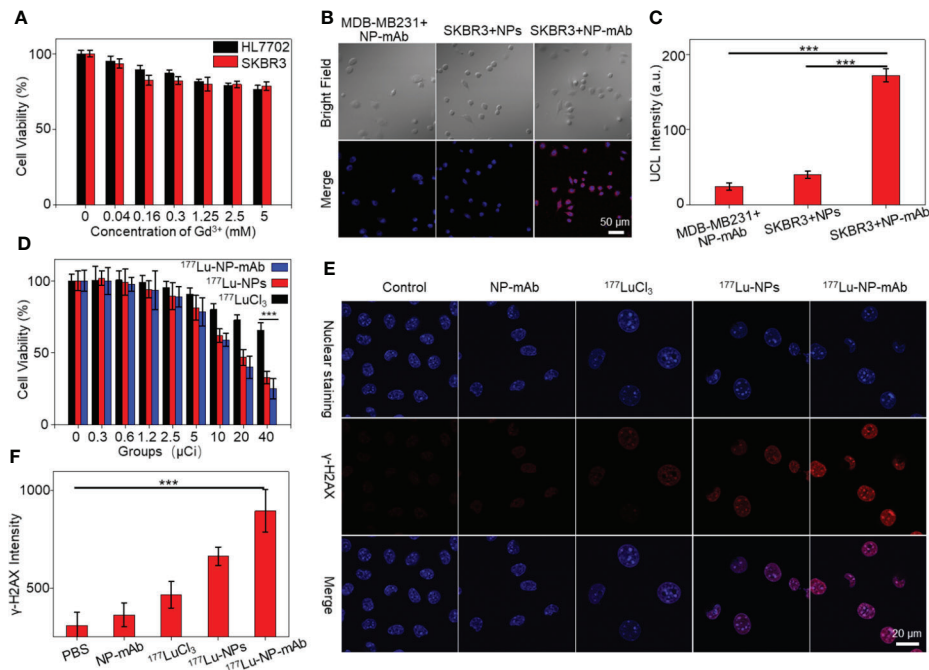 A
Cell Viability (%)
100
50
0
HL7702
SKBR3
0 0.04 0.16 0.3 1.25 2.5 5
Concentration of Gd³⁺ (mM)
B
MDB-MB231+
NP-mAb
SKBR3+NPs
SKBR3+NP-mAb
Bright Field
Merge
50 μm
C
UCL Intensity (a.u.)
200
100
0
***
***
MDB-MB231+
NP-mAb
SKBR3+NPs
SKBR3+NP-mAb
D
Cell Viability (%)
100
50
0
¹⁷⁷Lu-NP-mAb
¹⁷⁷Lu-NPs
¹⁷⁷LuCl₃
***
0 0.3 0.6 1.2 2.5 5 10 20 40
Groups (μCi)
E
Control
NP-mAb
¹⁷⁷LuCl₃
¹⁷⁷Lu-NPs
¹⁷⁷Lu-NP-mAb
Nuclear staining
γ-H2AX
Merge
20 μm
F
γ-H2AX Intensity
1000
500
***
PBS
NP-mAb
¹⁷⁷LuCl₃
¹⁷⁷Lu-NPs
¹⁷⁷Lu-NP-mAb